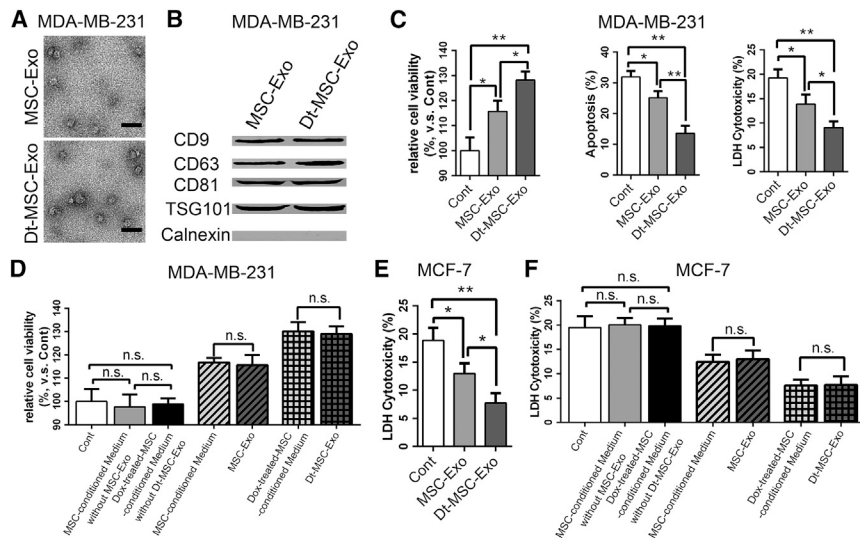 A
MDA-MB-231
MSC-Exo
Dt-MSC-Exo
B
MDA-MB-231
MSC-Exo
Dt-MSC-Exo
CD9
CD63
CD81
TSG101
Calnexin
C
MDA-MB-231
relative cell viability
(%, v.s. Cont)
140
130
120
110
100
90
**
*
*
Cont
MSC-Exo
Dt-MSC-Exo
Apoptosis (%)
40
30
20
10
0
**
*
**
Cont
MSC-Exo
Dt-MSC-Exo
LDH Cytotoxicity (%)
25
20
15
10
5
0
**
*
*
Cont
MSC-Exo
Dt-MSC-Exo
D
MDA-MB-231
relative cell viability
(%, v.s. Cont)
140
130
120
110
100
90
n.s.
n.s.
n.s.
n.s.
n.s.
Cont
MSC-conditioned Medium
without MSC-Exo
Dox-treated-MSC
-conditioned Medium
without Dt-MSC-Exo
MSC-conditioned Medium
MSC-Exo
Dox-treated-MSC
-conditioned Medium
Dt-MSC-Exo
E
MCF-7
LDH Cytotoxicity (%)
25
20
15
10
5
0
**
*
*
Cont
MSC-Exo
Dt-MSC-Exo
F
MCF-7
LDH Cytotoxicity (%)
25
20
15
10
5
0
n.s.
n.s.
n.s.
n.s.
n.s.
Cont
MSC-conditioned Medium
without MSC-Exo
Dox-treated-MSC
-conditioned Medium
without Dt-MSC-Exo
MSC-conditioned Medium
MSC-Exo
Dox-treated-MSC
-conditioned Medium
Dt-MSC-Exo